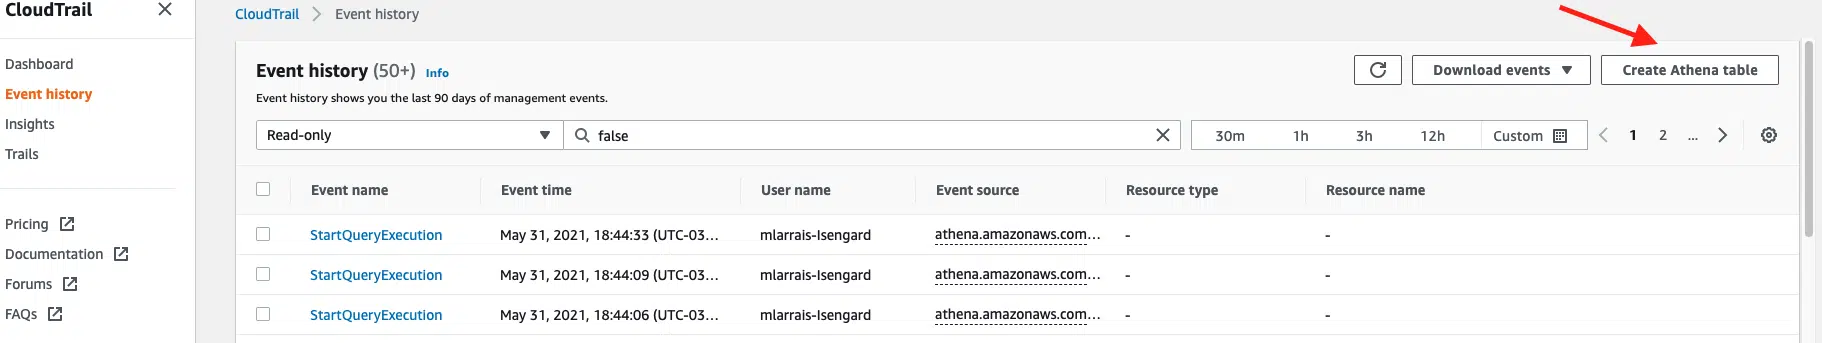 CloudTrail
Dashboard
Event history
Insights
Trails
Pricing
Documentation
Forums
FAQs
CloudTrail > Event history
Event history (50+) Info
Event history shows you the last 90 days of management events.
Download events
Create Athena table
Read-only
false
30m 1h 3h 12h Custom
1 2 ...
Event name Event time User name Event source Resource type Resource name
StartQueryExecution May 31, 2021, 18:44:33 (UTC-03... mlarrais-Isengard athena.amazonaws.com... - -
StartQueryExecution May 31, 2021, 18:44:09 (UTC-03... mlarrais-Isengard athena.amazonaws.com... - -
StartQueryExecution May 31, 2021, 18:44:06 (UTC-03... mlarrais-Isengard athena.amazonaws.com... - -